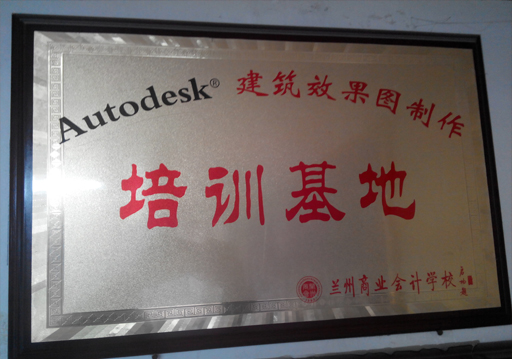 Autodesk® 建筑效果图制作
培训基地
兰州商业会计学校